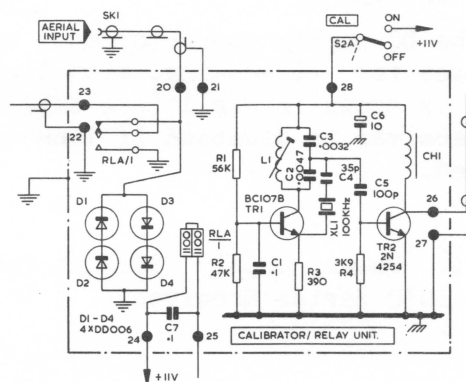 AERIAL
INPUT
SK1
CAL
ON
S2A
OFF
+11V
20
21
28
23
22
RLA/1
C6
10
R1
56K
L1
C3
.0032
C2
.0047
35p
C4
CH1
C5
100p
BC107B
TR1
XL1
100KHz
26
27
D1
D3
D2
D4
RLA
1
R2
47K
C1
.1
R3
390
3K9
R4
TR2
2N
4254
D1-D4
4XDD006
C7
.1
24
25
CALIBRATOR/RELAY UNIT.
+11V